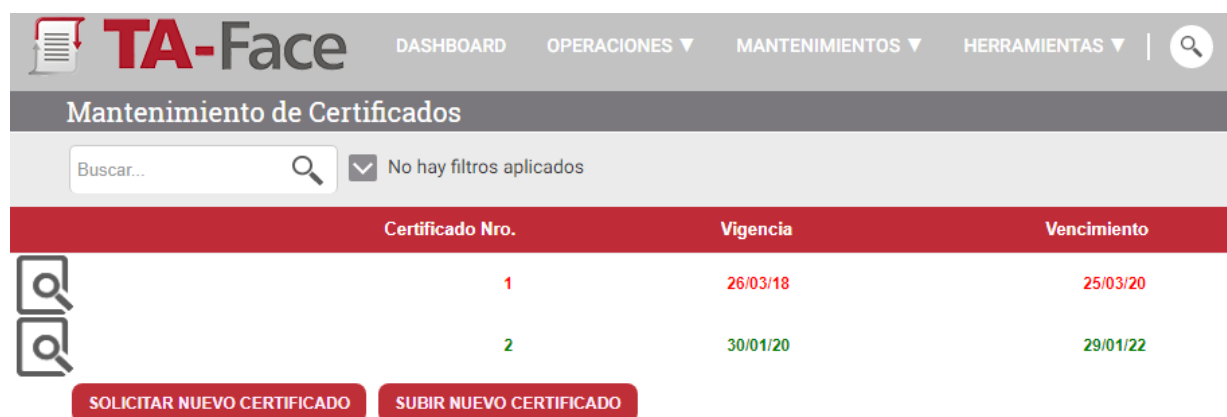 TA-Face DASHBOARD OPERACIONES ▼ MANTENIMIENTOS ▼ HERRAMIENTAS ▼
Mantenimiento de Certificados
Buscar... No hay filtros aplicados
Certificado Nro. Vigencia Vencimiento
1 26/03/18 25/03/20
2 30/01/20 29/01/22
SOLICITAR NUEVO CERTIFICADO SUBIR NUEVO CERTIFICADO